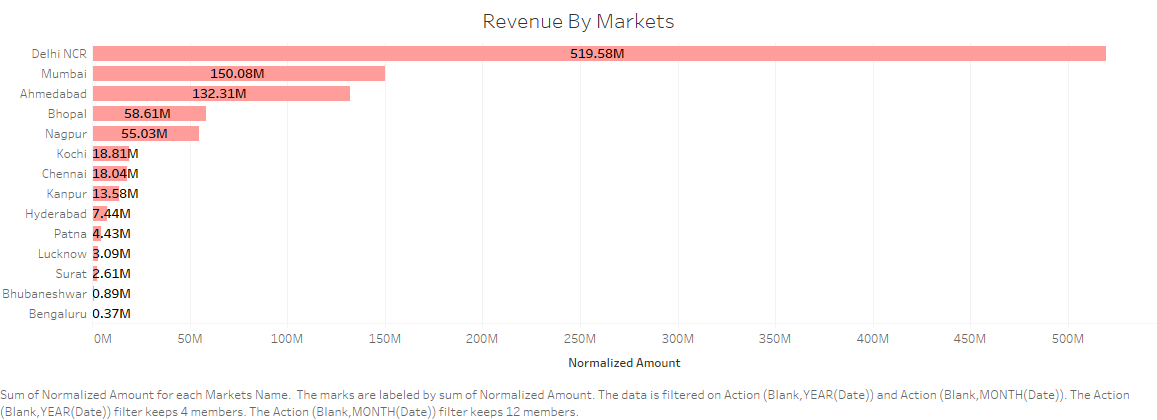 Revenue By Markets
Delhi NCR 519.58M
Mumbai 150.08M
Ahmedabad 132.31M
Bhopal 58.61M
Nagpur 55.03M
Kochi 18.81M
Chennai 18.04M
Kanpur 13.58M
Hyderabad 7.44M
Patna 4.43M
Lucknow 3.09M
Surat 2.61M
Bhubaneshwar 0.89M
Bengaluru 0.37M
0M 50M 100M 150M 200M 250M 300M 350M 400M 450M 500M
Normalized Amount
Sum of Normalized Amount for each Markets Name.  The marks are labeled by sum of Normalized Amount. The data is filtered on Action (Blank,YEAR(Date)) and Action (Blank,MONTH(Date)). The Action
(Blank,YEAR(Date)) filter keeps 4 members. The Action (Blank,MONTH(Date)) filter keeps 12 members.